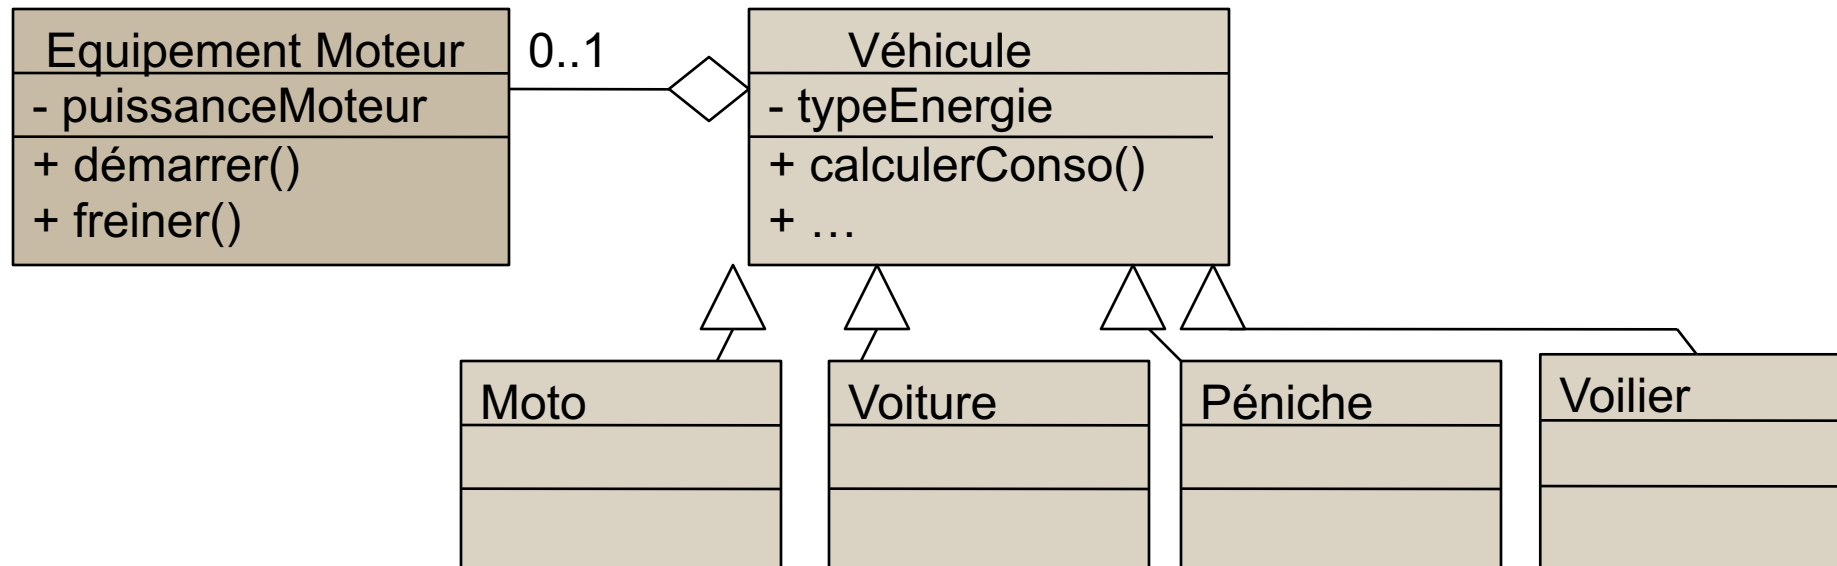 Equipement Moteur
- puissanceMoteur
+ démarrer()
+ freiner()
0..1
Véhicule
- typeEnergie
+ calculerConso()
+ …
Moto
Voiture
Péniche
Voilier